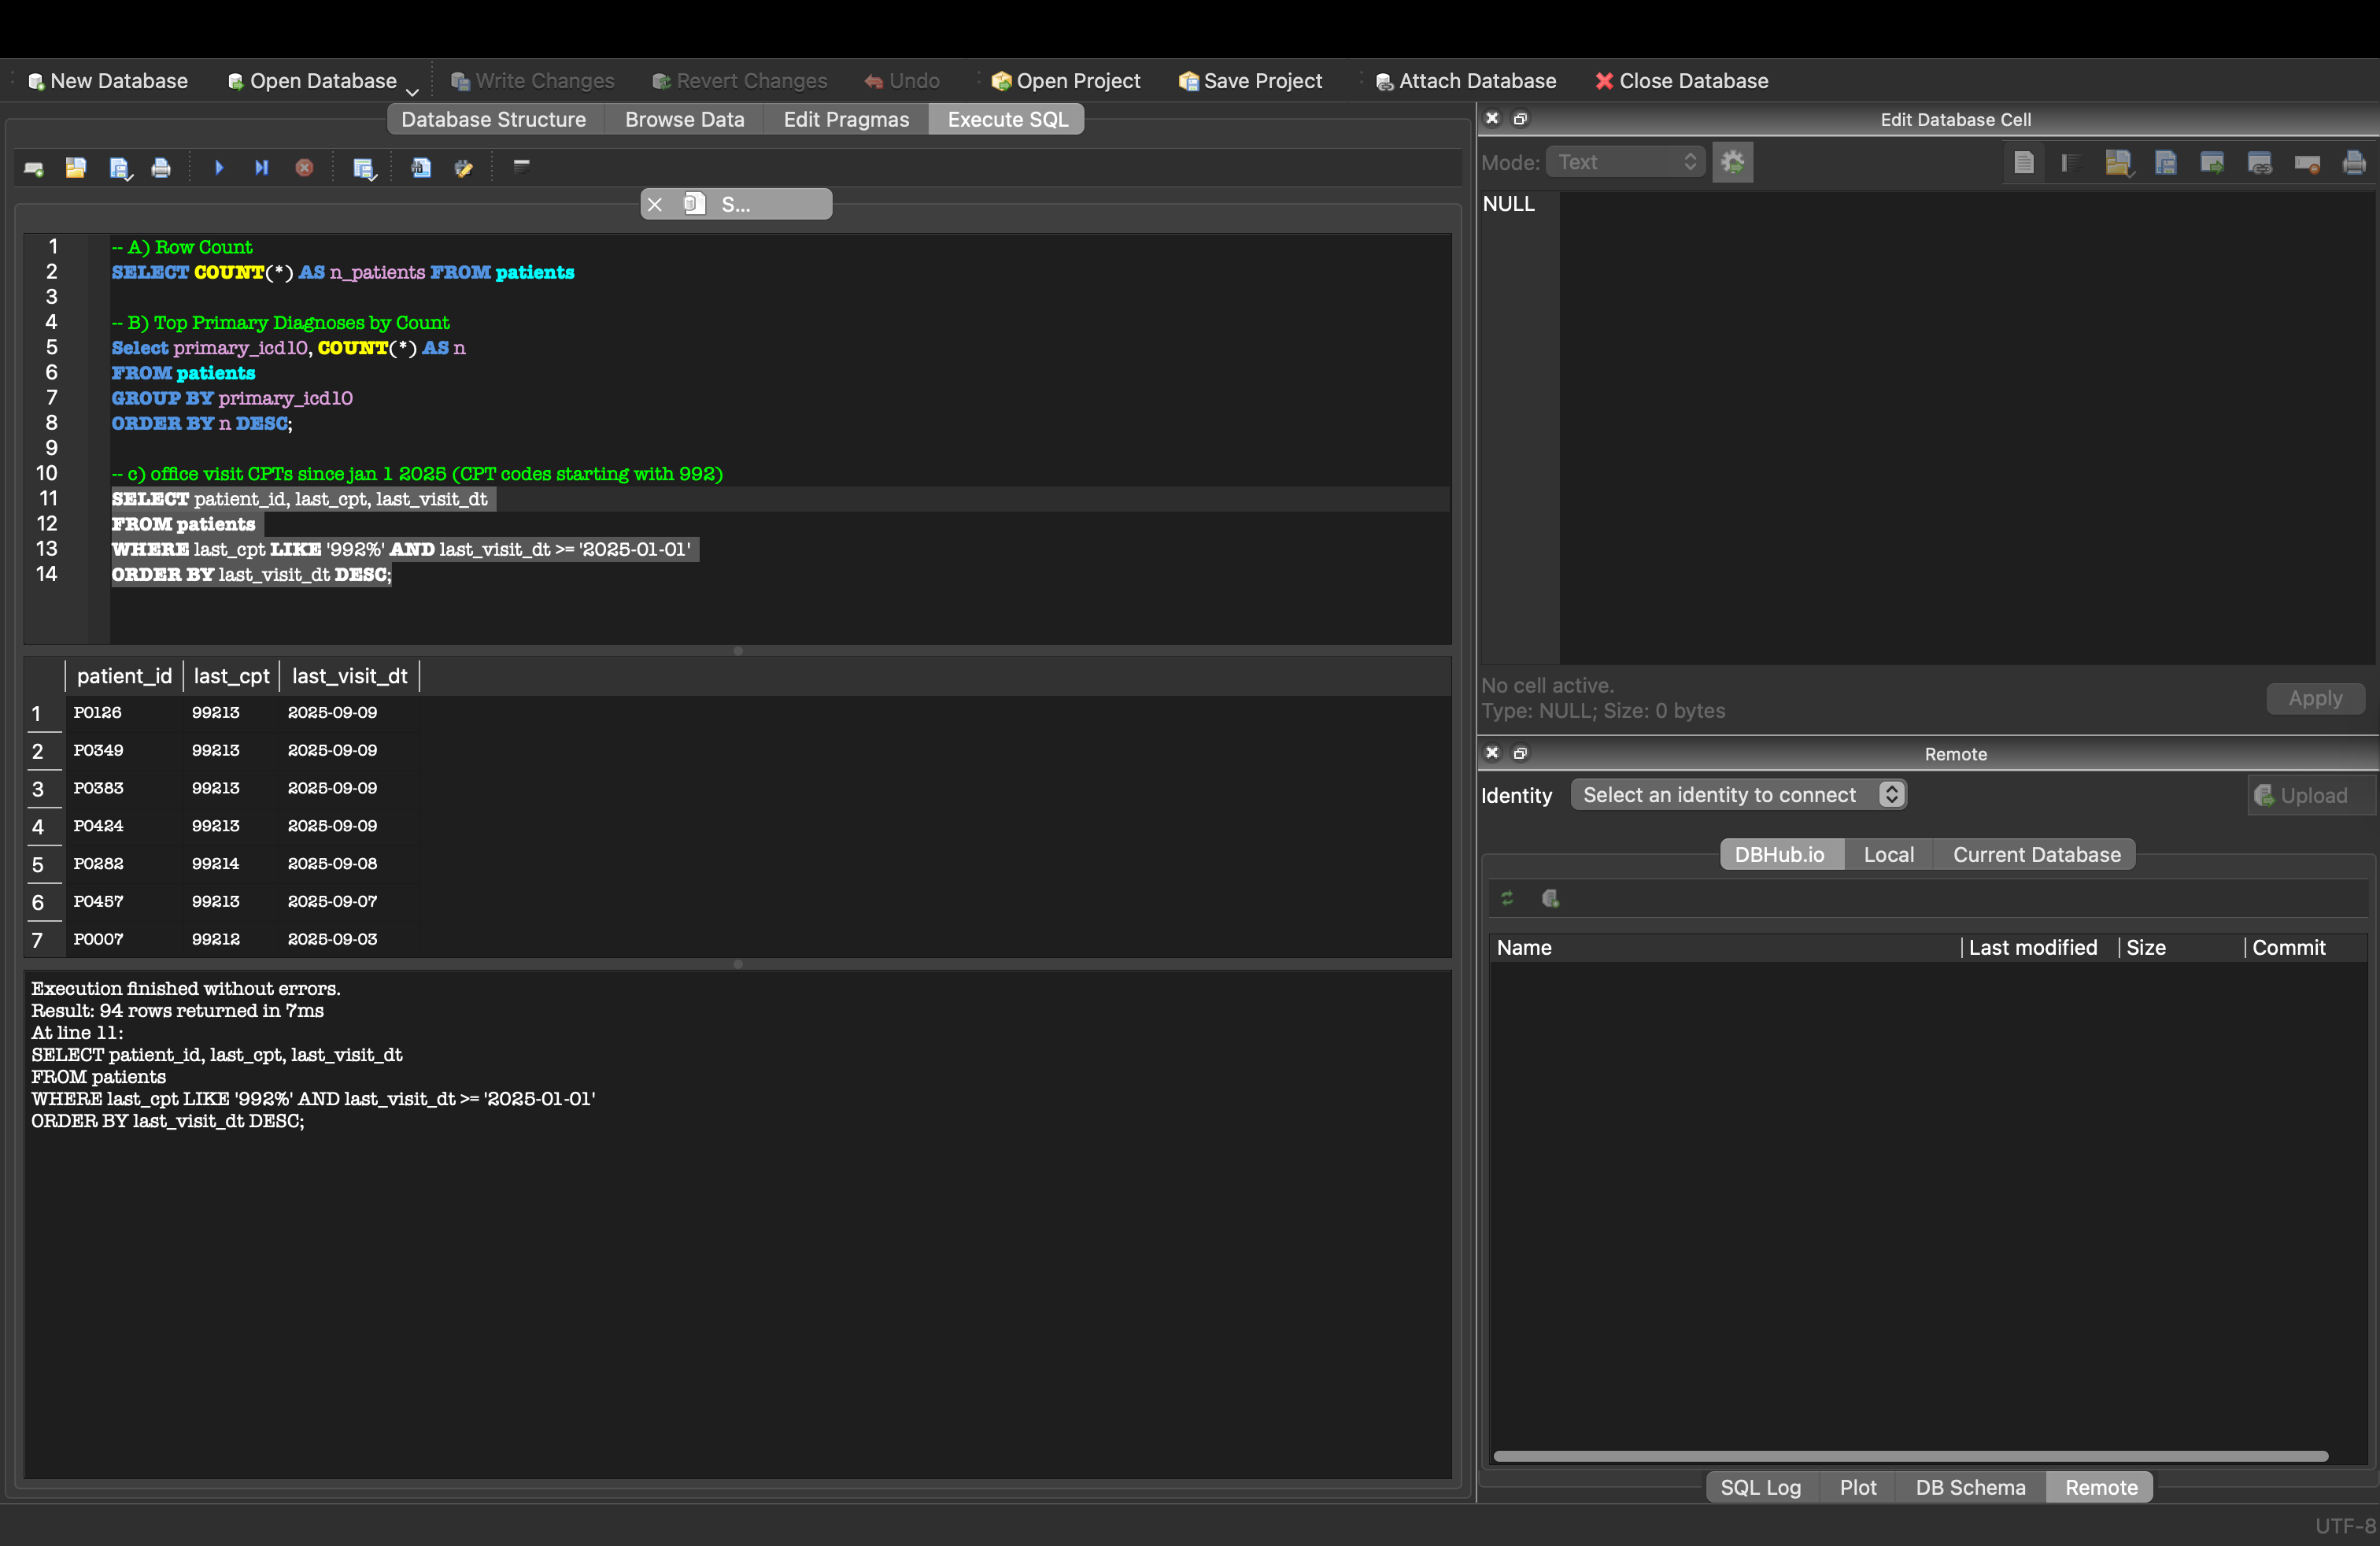 New Database Open Database Write Changes Revert Changes Undo Open Project Save Project Attach Database Close Database
Database Structure Browse Data Edit Pragmas Execute SQL
S...
1 -- A) Row Count
2 SELECT COUNT(*) AS n_patients FROM patients
3
4 -- B) Top Primary Diagnoses by Count
5 Select primary_icd10, COUNT(*) AS n
6 FROM patients
7 GROUP BY primary_icd10
8 ORDER BY n DESC;
9
10 -- c) office visit CPTs since jan 1 2025 (CPT codes starting with 992)
11 SELECT patient_id, last_cpt, last_visit_dt
12 FROM patients
13 WHERE last_cpt LIKE '992%' AND last_visit_dt >= '2025-01-01'
14 ORDER BY last_visit_dt DESC;
patient_id last_cpt last_visit_dt
1 P0126 99213 2025-09-09
2 P0349 99213 2025-09-09
3 P0383 99213 2025-09-09
4 P0424 99213 2025-09-09
5 P0282 99214 2025-09-08
6 P0457 99213 2025-09-07
7 P0007 99212 2025-09-03
Execution finished without errors.
Result: 94 rows returned in 7ms
At line 11:
SELECT patient_id, last_cpt, last_visit_dt
FROM patients
WHERE last_cpt LIKE '992%' AND last_visit_dt >= '2025-01-01'
ORDER BY last_visit_dt DESC;
Edit Database Cell
Mode: Text
NULL
No cell active.
Type: NULL; Size: 0 bytes
Apply
Remote
Identity Select an identity to connect Upload
DBHub.io Local Current Database
Name Last modified Size Commit
SQL Log Plot DB Schema Remote
UTF-8